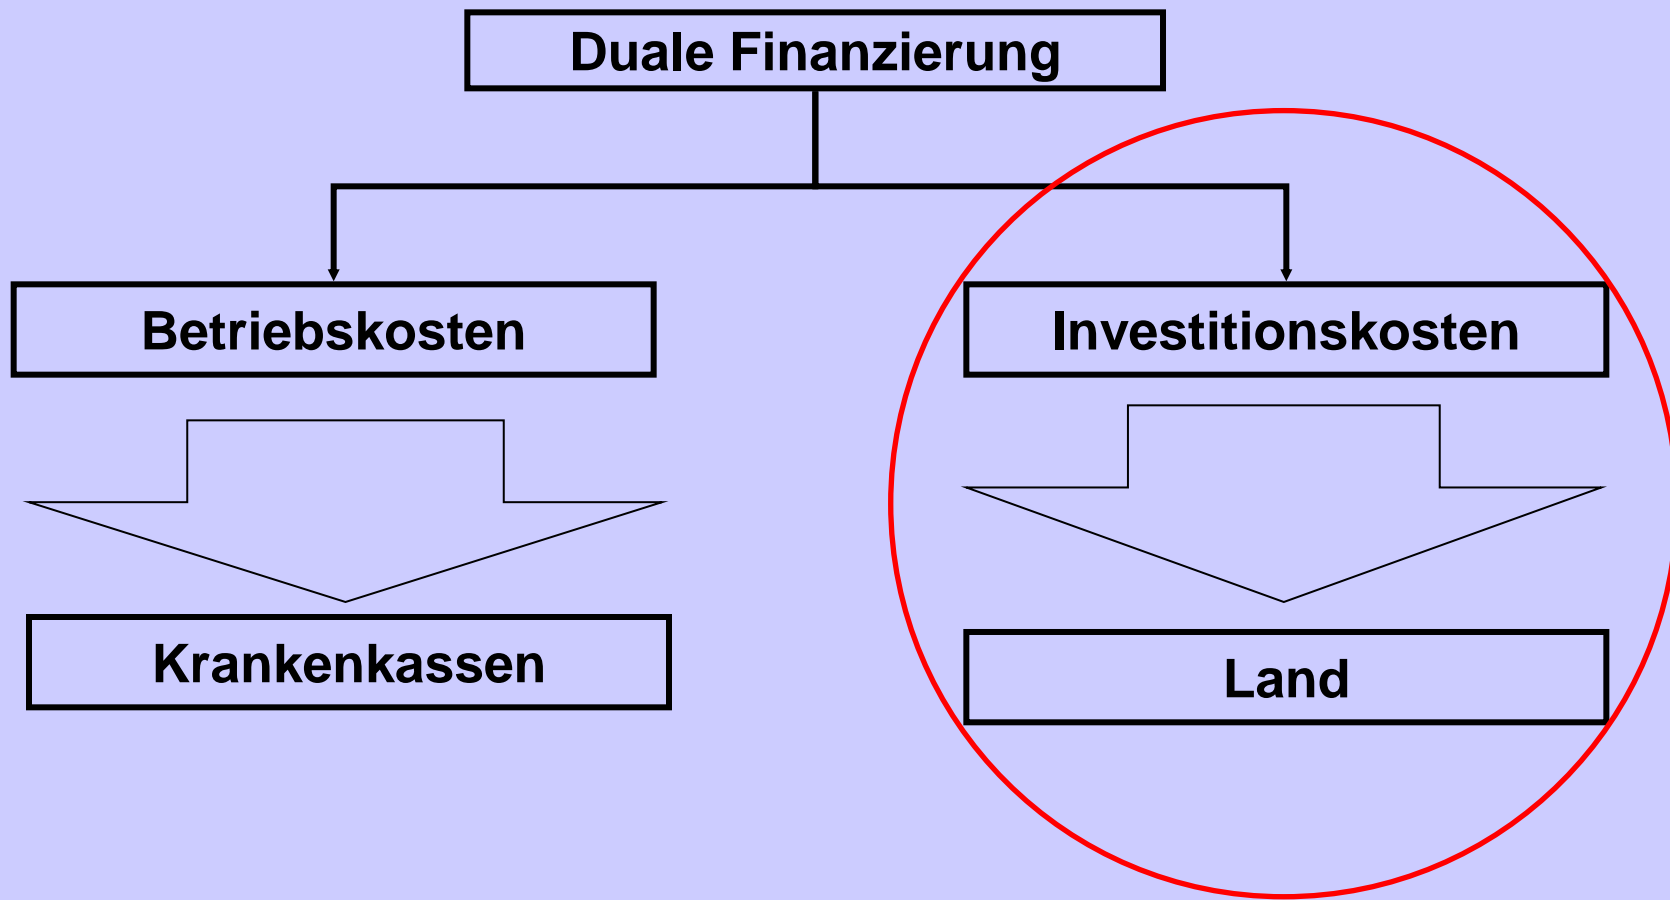 Duale Finanzierung
Betriebskosten
Investitionskosten
Krankenkassen
Land